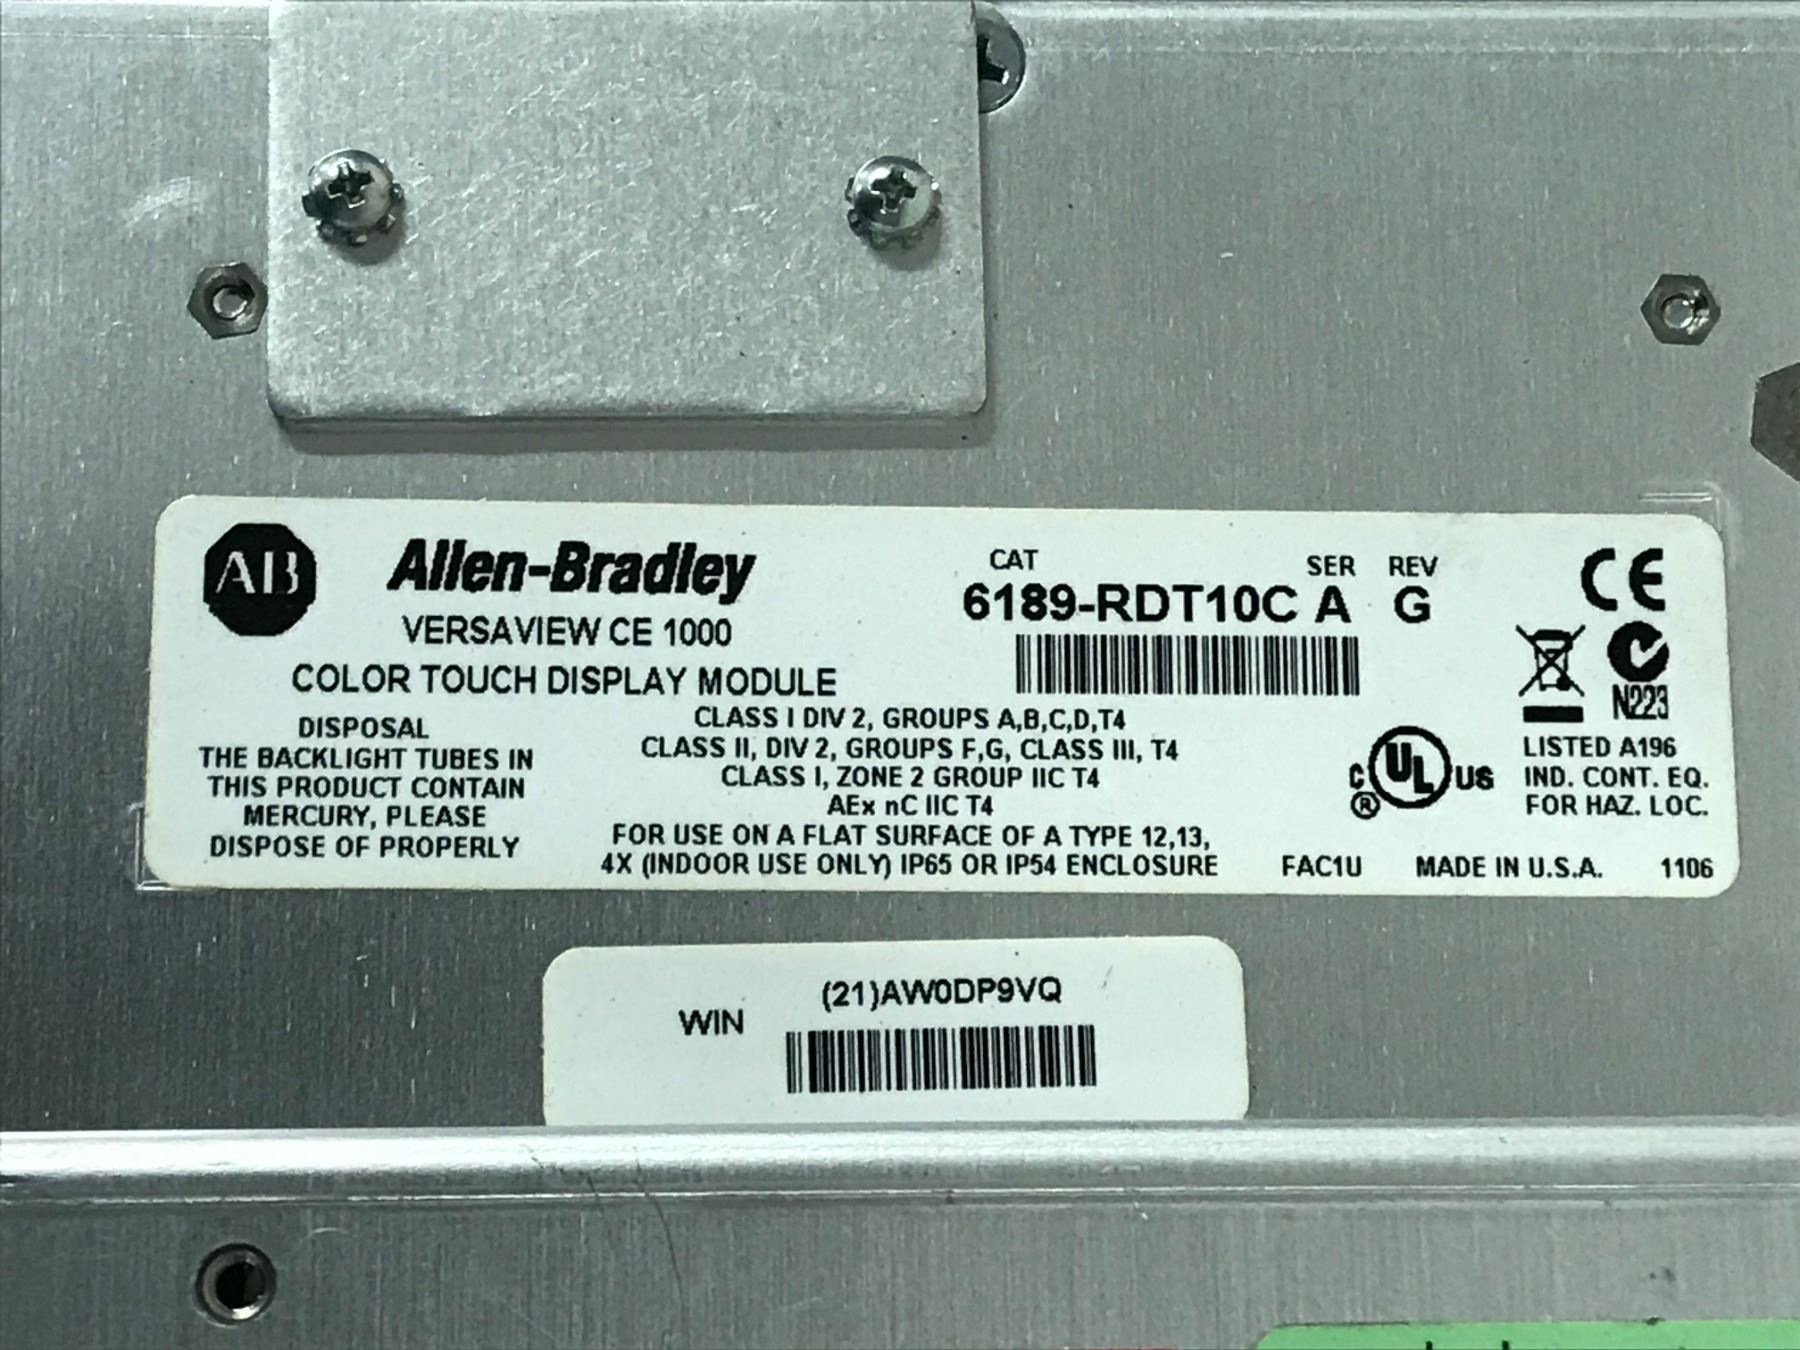 AB Allen-Bradley
VERSAVIEW CE 1000
COLOR TOUCH DISPLAY MODULE
CAT SER REV
6189-RDT10C A G
CE
N223
DISPOSAL
THE BACKLIGHT TUBES IN
THIS PRODUCT CONTAIN
MERCURY, PLEASE
DISPOSE OF PROPERLY
CLASS I DIV 2, GROUPS A,B,C,D,T4
CLASS II, DIV 2, GROUPS F,G, CLASS III, T4
CLASS I, ZONE 2 GROUP IIC T4
AEx nC IIC T4
FOR USE ON A FLAT SURFACE OF A TYPE 12,13,
4X (INDOOR USE ONLY) IP65 OR IP54 ENCLOSURE
C UL US
®
LISTED A196
IND. CONT. EQ.
FOR HAZ. LOC.
FAC1U MADE IN U.S.A. 1106
(21)AW0DP9VQ
WIN